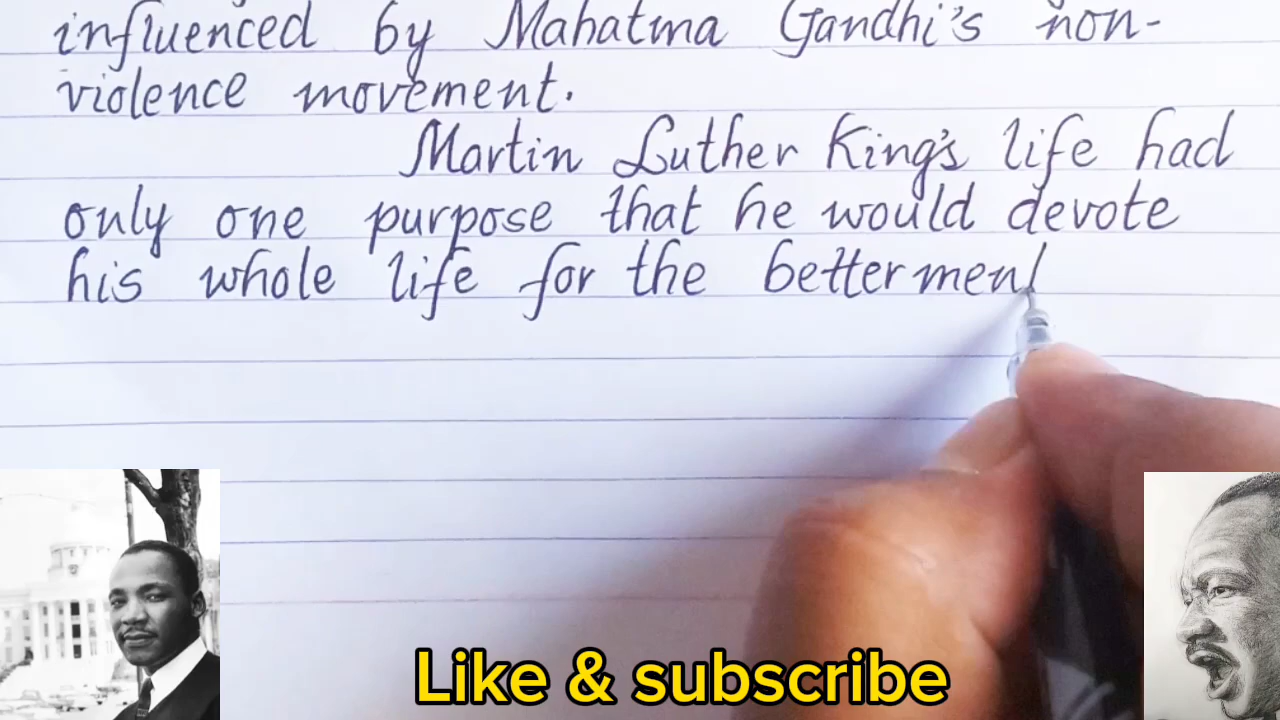 influenced by Mahatma Gandhi's non-
violence movement.
Martin Luther King's life had
only one purpose that he would devote
his whole life for the betterment
Like & subscribe